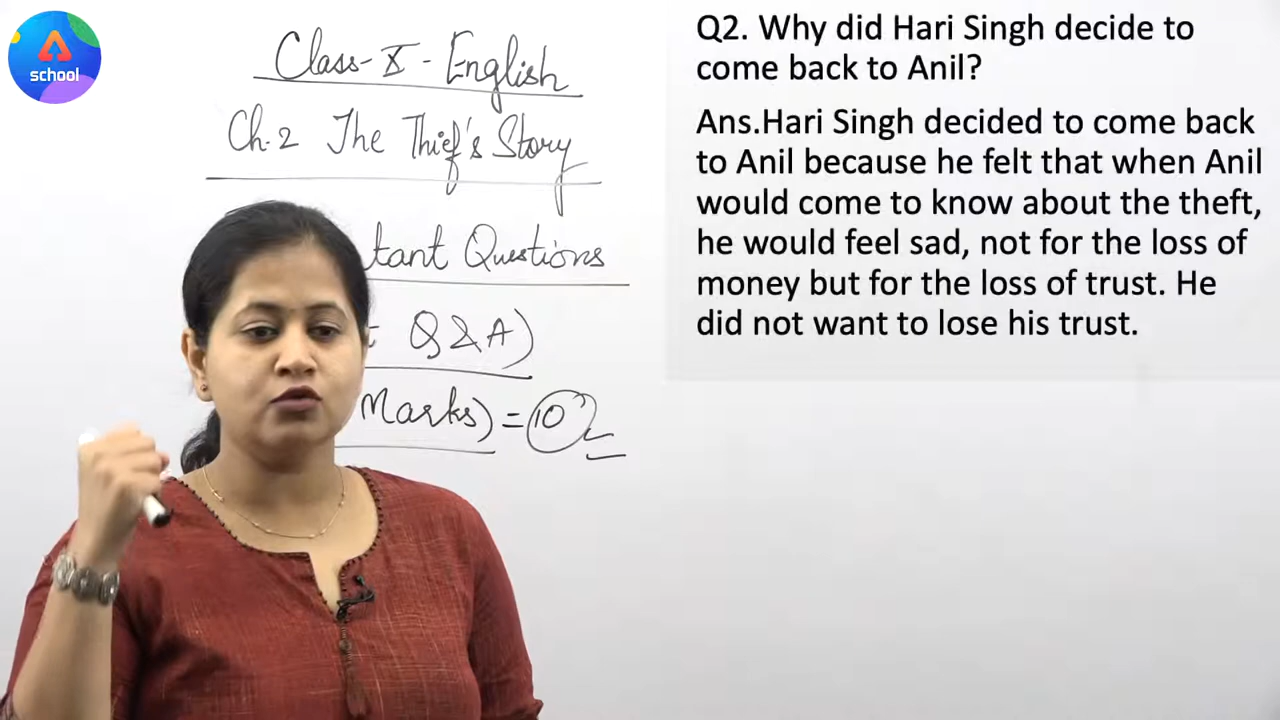 A
school
Class-X - English
Ch.2 The Thief's Story
tant Questions
Q & A)
Marks) = 10
Q2. Why did Hari Singh decide to
come back to Anil?
Ans.Hari Singh decided to come back
to Anil because he felt that when Anil
would come to know about the theft,
he would feel sad, not for the loss of
money but for the loss of trust. He
did not want to lose his trust.